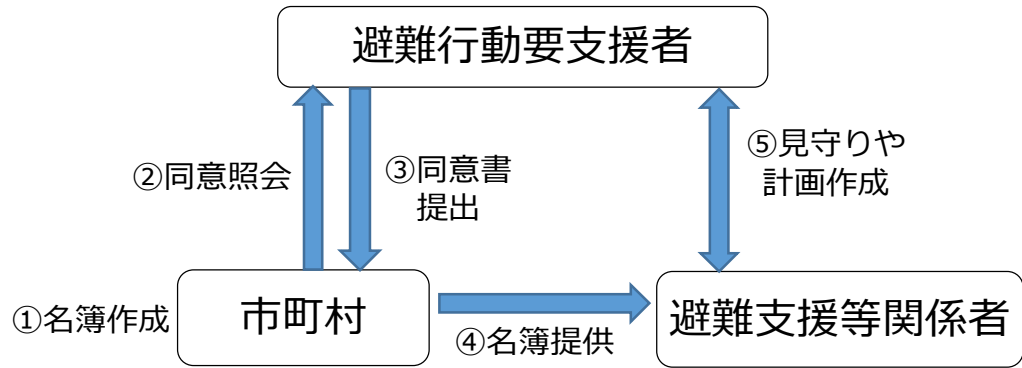 避難行動要支援者
②同意照会
③同意書
提出
⑤見守りや
計画作成
①名簿作成
市町村
④名簿提供
避難支援等関係者